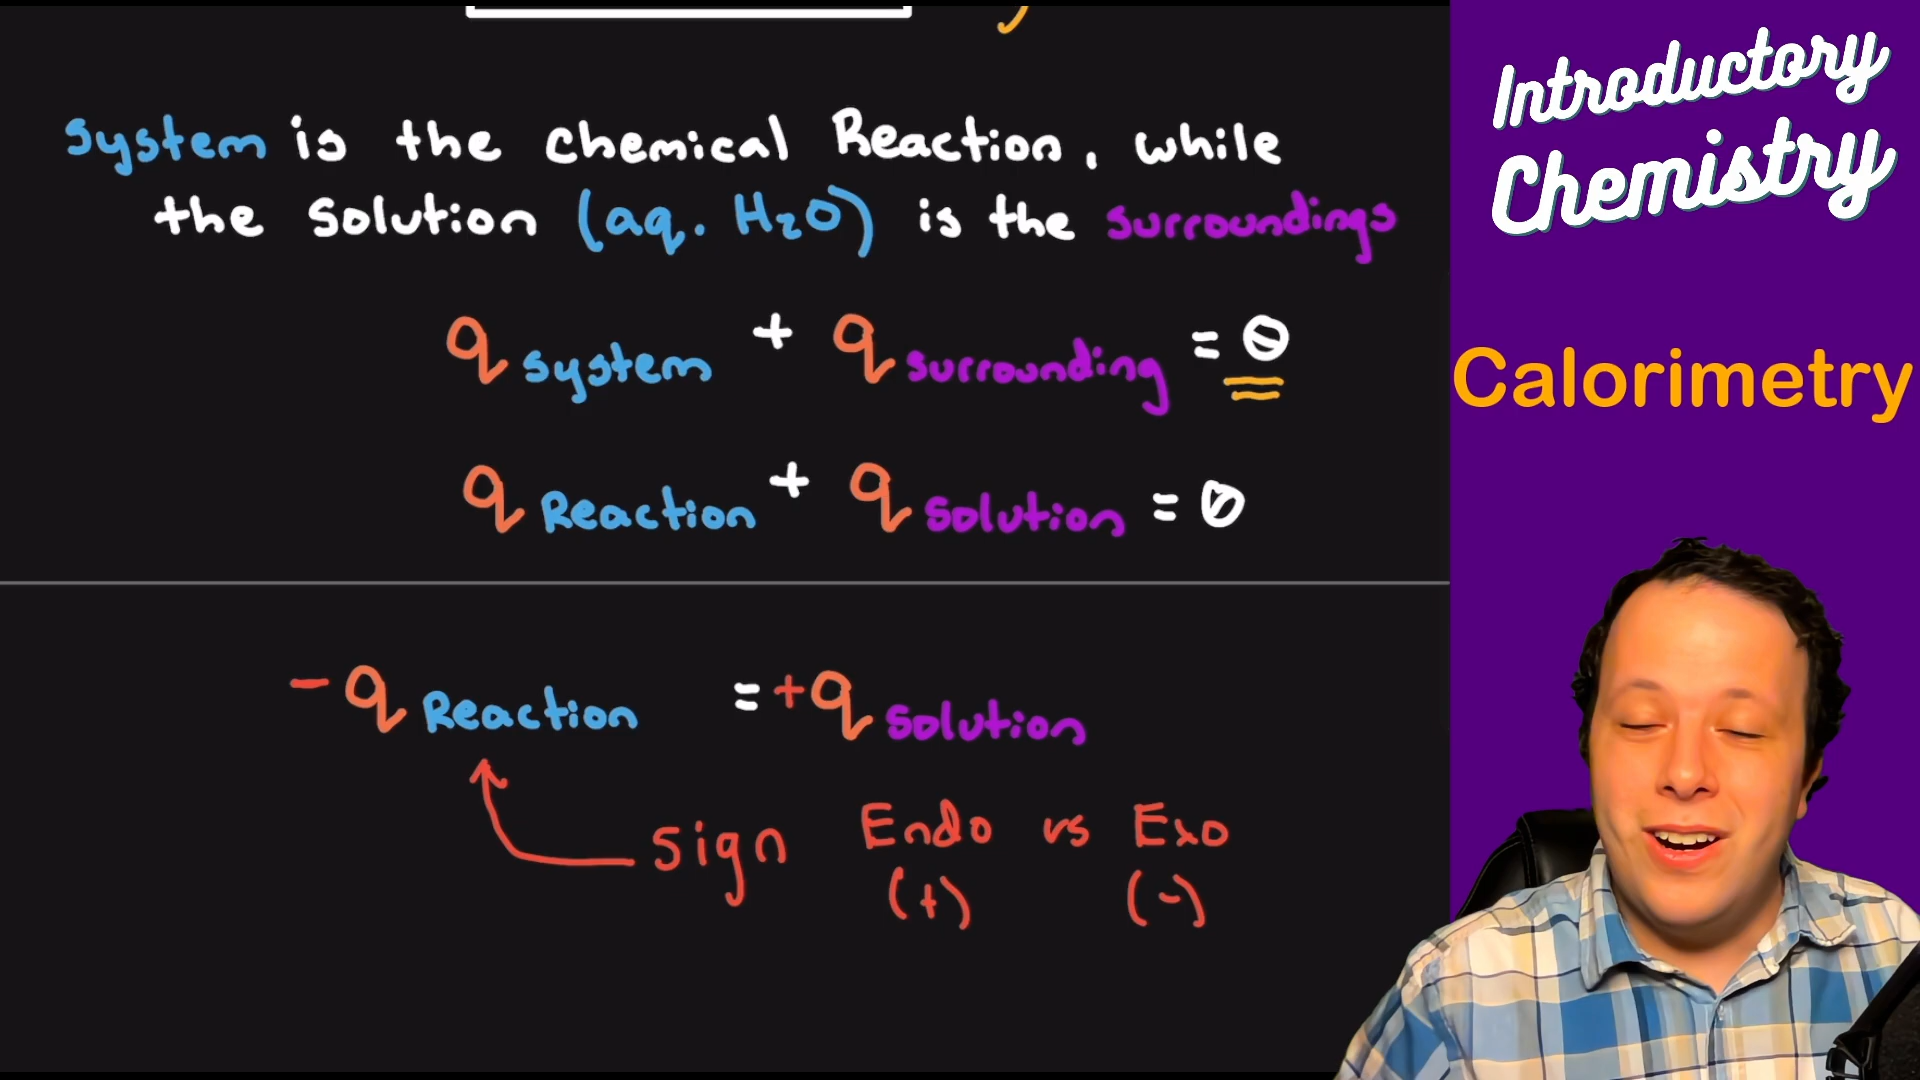 system is the chemical Reaction, while
the solution (aq. H₂O) is the surroundings
q system + q surrounding = 0
q Reaction + q solution = 0
- q Reaction = + q solution
sign Endo vs Exo
(+) (-)
Introductory
Chemistry
Calorimetry